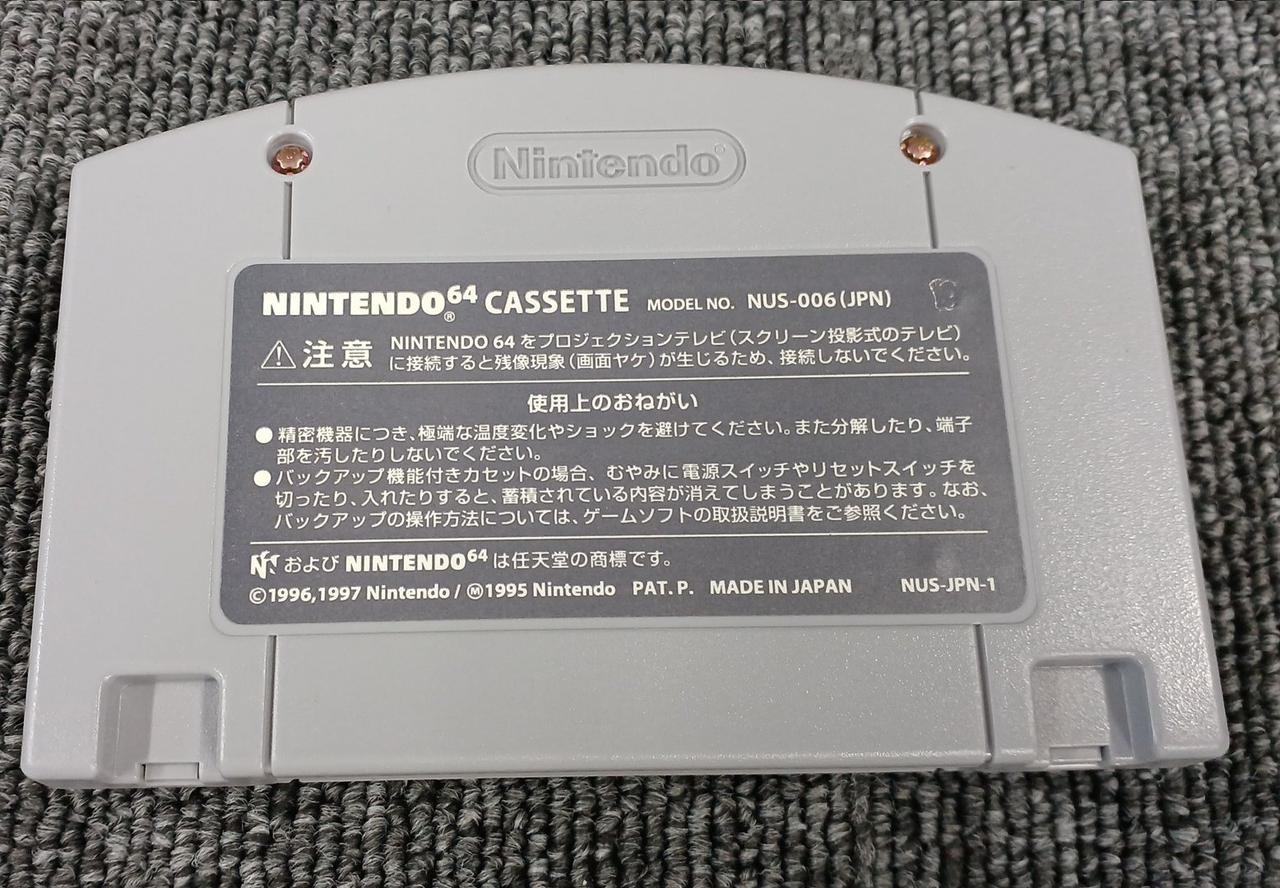 Nintendo®
NINTENDO64® CASSETTE MODEL NO. NUS-006(JPN)
注意 NINTENDO 64 をプロジェクションテレビ(スクリーン投影式のテレビ)
に接続すると残像現象(画面ヤケ)が生じるため、接続しないでください。
使用上のおねがい
●精密機器につき、極端な温度変化やショックを避けてください。また分解したり、端子
部を汚したりしないでください。
●バックアップ機能付きカセットの場合、むやみに電源スイッチやリセットスイッチを
切ったり、入れたりすると、蓄積されている内容が消えてしまうことがあります。なお、
バックアップの操作方法については、ゲームソフトの取扱説明書をご参照ください。
および NINTENDO64 は任天堂の商標です。
©1996,1997 Nintendo / Ⓜ1995 Nintendo PAT. P. MADE IN JAPAN NUS-JPN-1